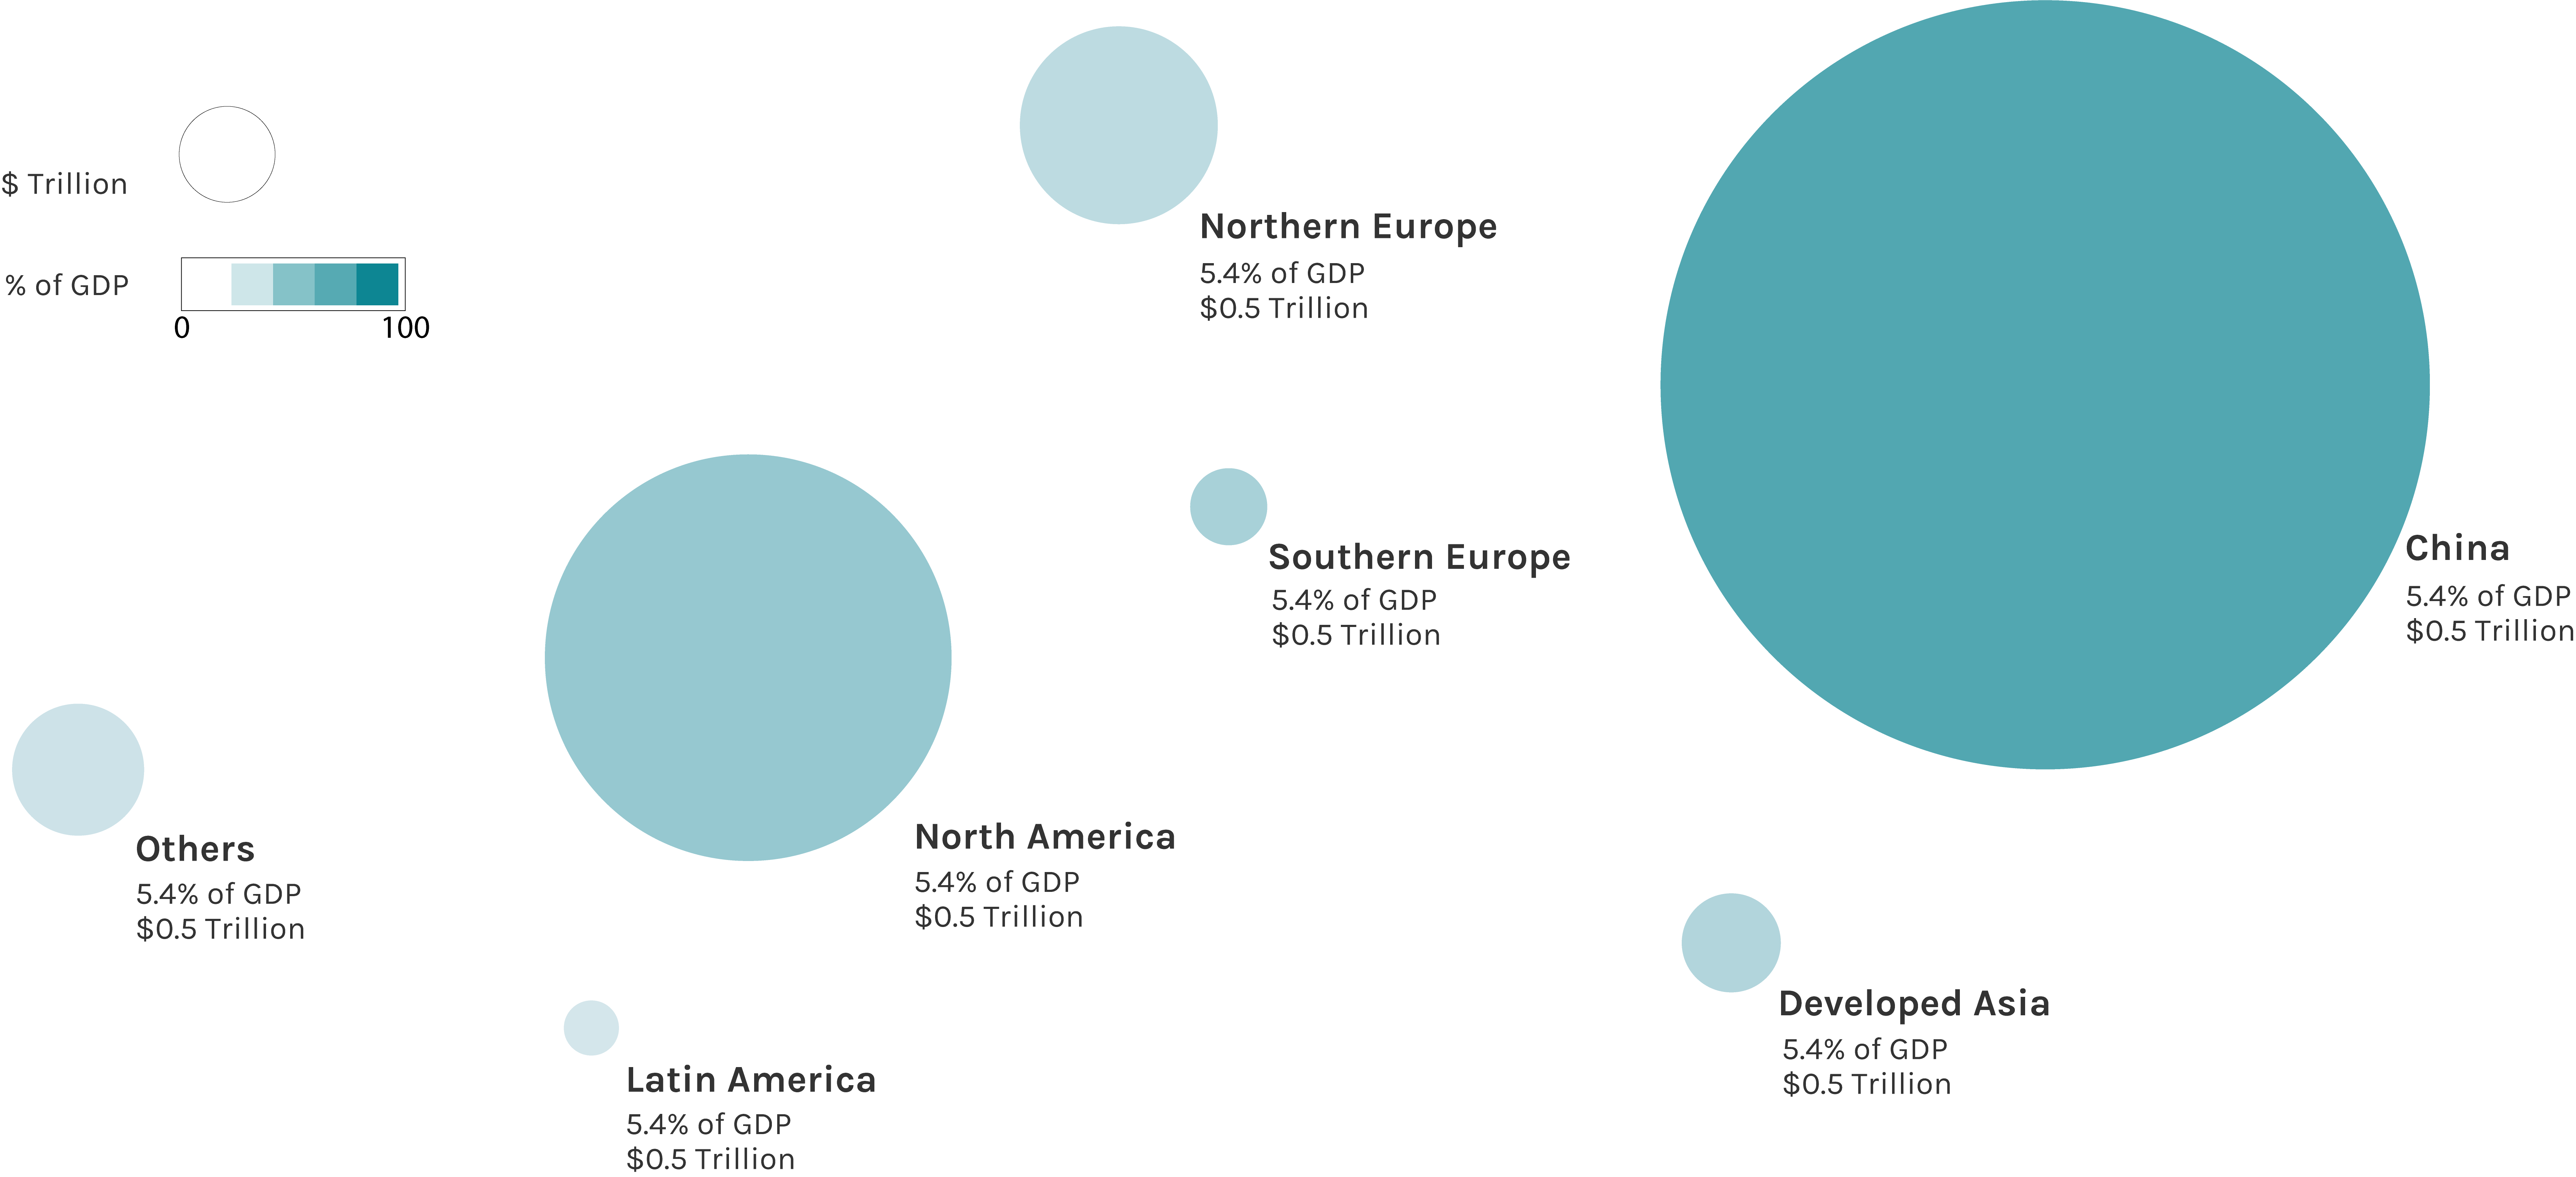 $ Trillion
% of GDP
0
100
Northern Europe
5.4% of GDP
$0.5 Trillion
Southern Europe
5.4% of GDP
$0.5 Trillion
China
5.4% of GDP
$0.5 Trillion
Others
5.4% of GDP
$0.5 Trillion
North America
5.4% of GDP
$0.5 Trillion
Latin America
5.4% of GDP
$0.5 Trillion
Developed Asia
5.4% of GDP
$0.5 Trillion